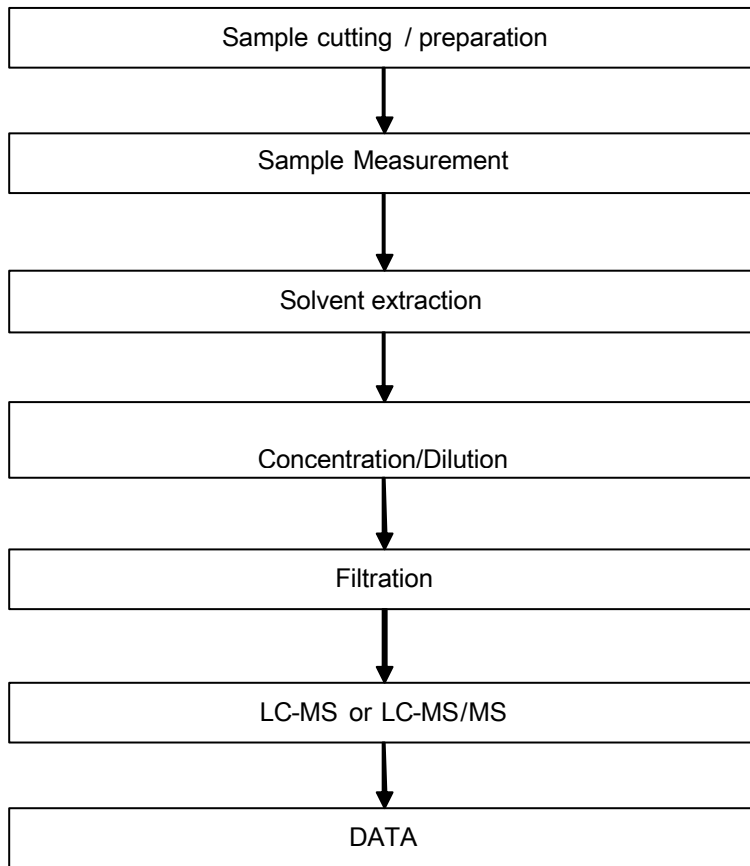 Sample cutting / preparation
Sample Measurement
Solvent extraction
Concentration/Dilution
Filtration
LC-MS or LC-MS/MS
DATA